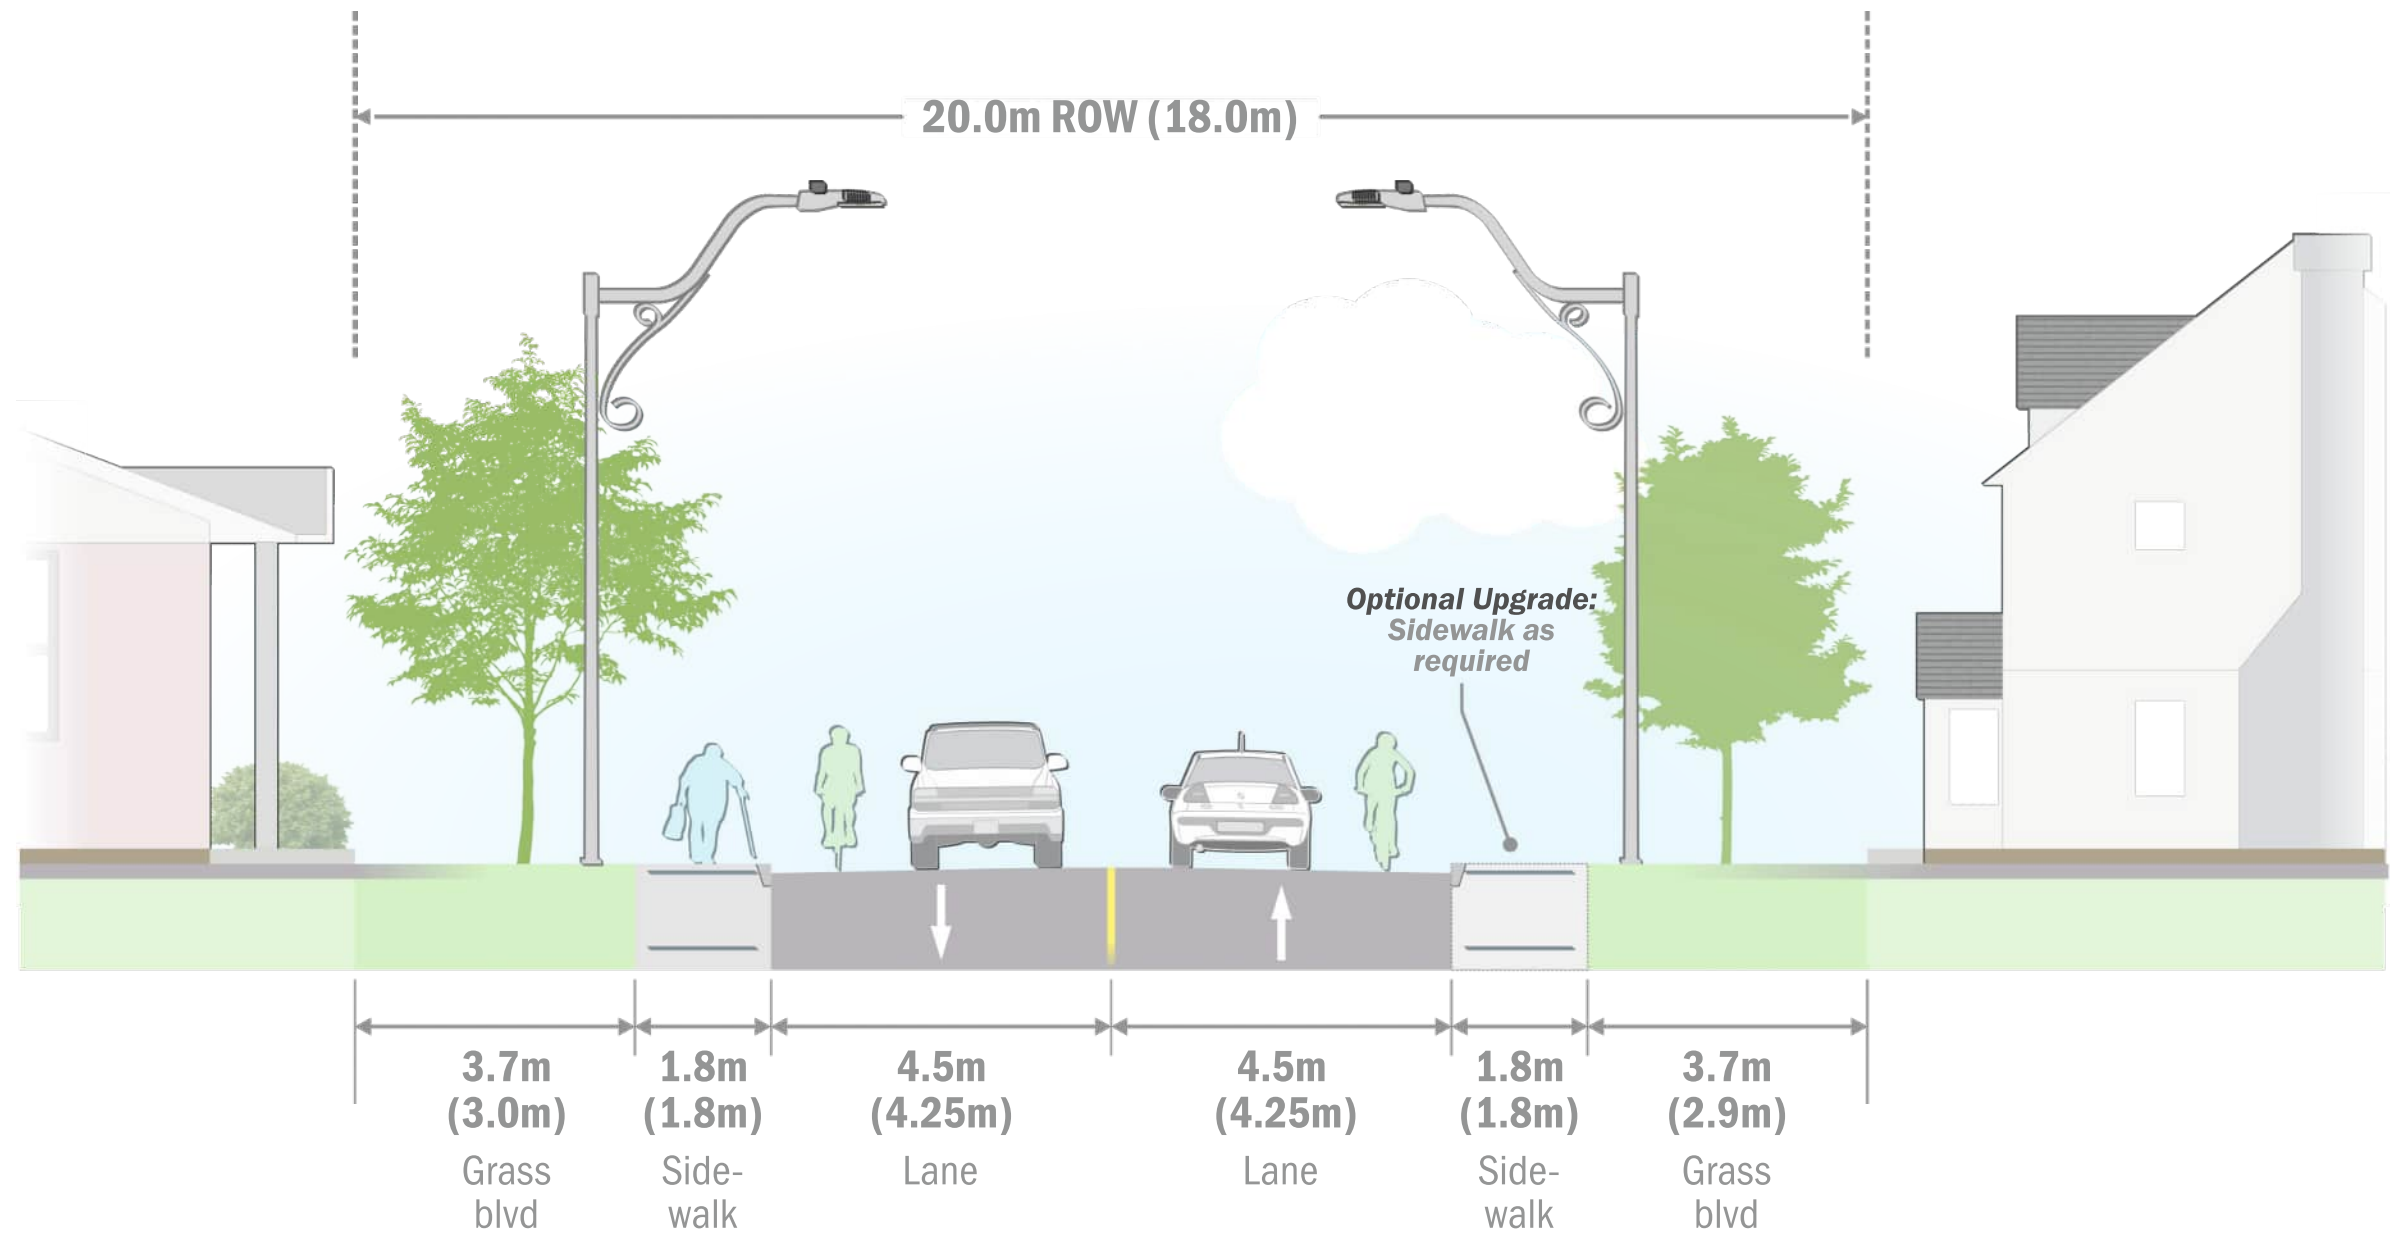 20.0m ROW (18.0m)
Optional Upgrade:
Sidewalk as
required
3.7m
(3.0m)
Grass
blvd
1.8m
(1.8m)
Side-
walk
4.5m
(4.25m)
Lane
4.5m
(4.25m)
Lane
1.8m
(1.8m)
Side-
walk
3.7m
(2.9m)
Grass
blvd